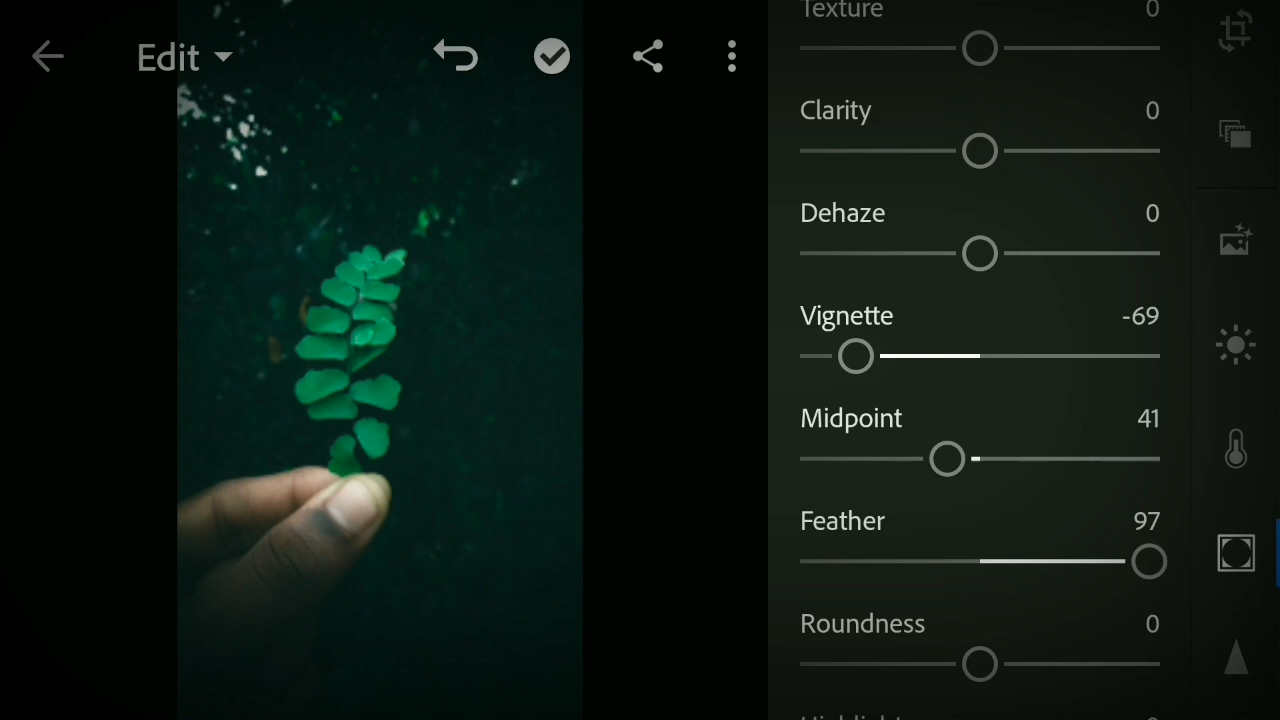 Edit
Texture 0
Clarity 0
Dehaze 0
Vignette -69
Midpoint 41
Feather 97
Roundness 0